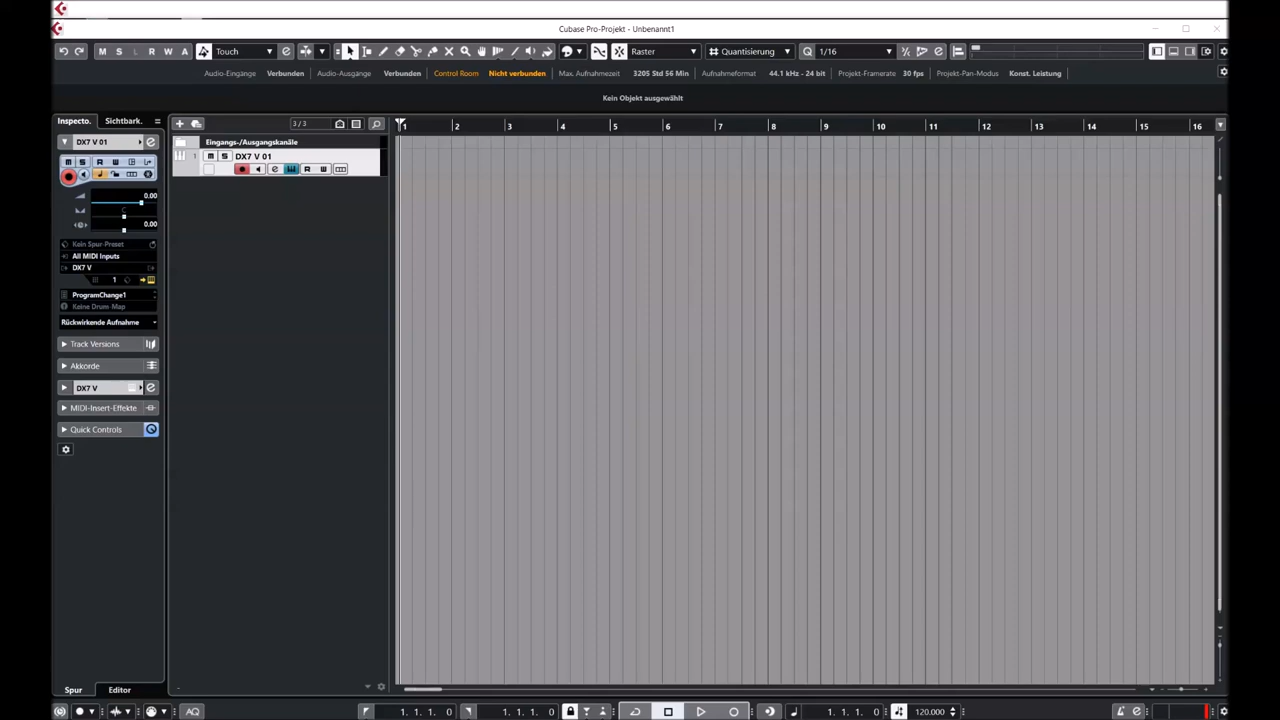 Cubase Pro-Projekt - Unbenannt1
M S L R W A Touch Raster Quantisierung Q 1/16
Audio-Eingänge Verbunden Audio-Ausgänge Verbunden Control Room Nicht verbunden Max. Aufnahmezeit 3205 Std 56 Min Aufnahmeformat 44.1 kHz - 24 bit Projekt-Framerate 30 fps Projekt-Pan-Modus Konst. Leistung
Kein Objekt ausgewählt
Inspecto. Sichtbark. 3 / 3 1 2 3 4 5 6 7 8 9 10 11 12 13 14 15 16
DX7 V 01 Eingangs-/Ausgangskanäle
1 M S DX7 V 01
M S R W
R W
0.00
C
0.00
Kein Spur-Preset
All MIDI Inputs
DX7 V
1
ProgramChange1
Keine Drum-Map
Rückwirkende Aufnahme
Track Versions
Akkorde
DX7 V
MIDI-Insert-Effekte
Quick Controls
Spur Editor
AQ 1. 1. 1. 0 1. 1. 1. 0 1. 1. 1. 0 120.000